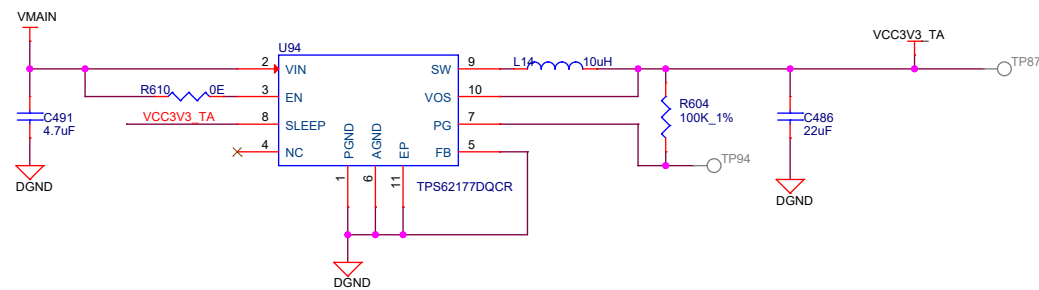 VMAIN
U94
VCC3V3_TA
2 VIN SW 9 L14 10uH TP87
R610 0E 3 EN VOS 10
C491
4.7uF
VCC3V3_TA 8 SLEEP PG 7
R604
100K_1%
C486
22uF
4 NC PGND AGND EP FB 5
TP94
DGND
1 6 11 TPS62177DQCR
DGND
DGND